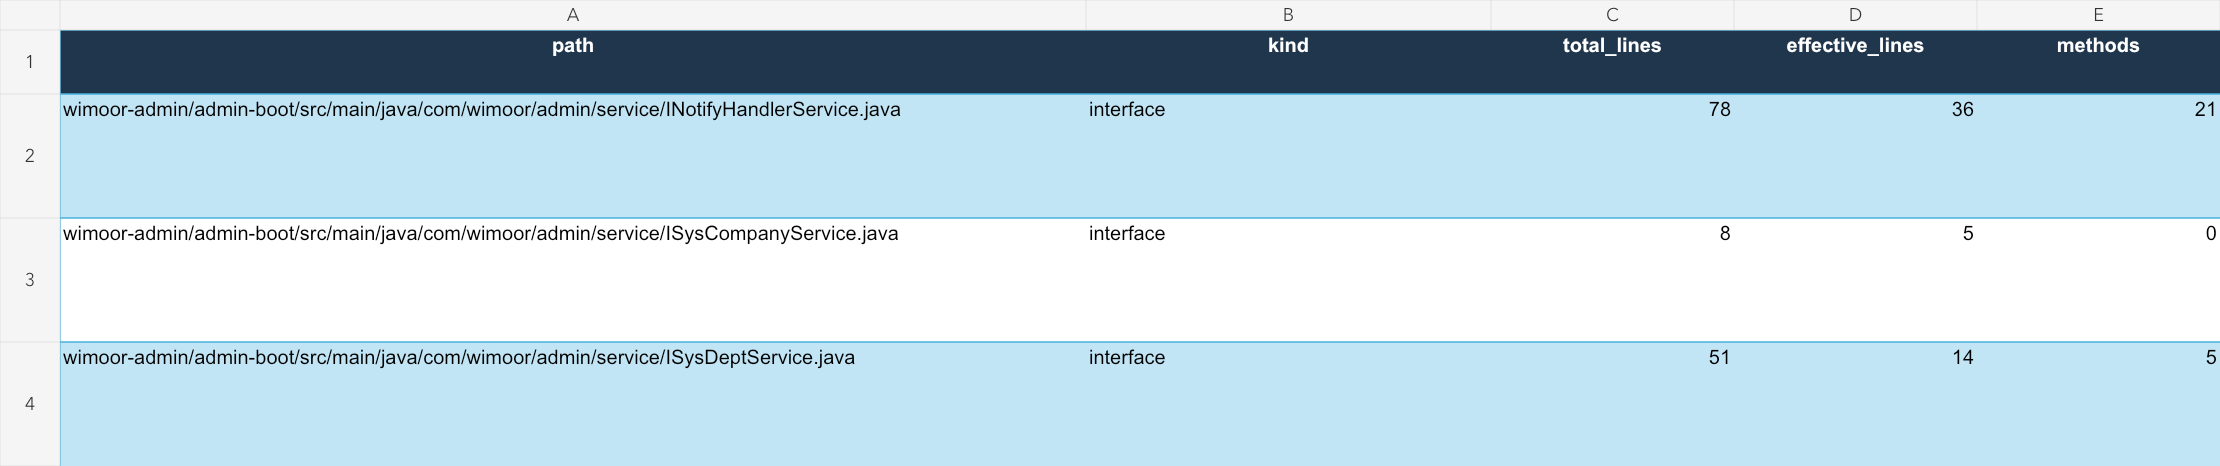 A B C D E
1 path kind total_lines effective_lines methods
2 wimoor-admin/admin-boot/src/main/java/com/wimoor/admin/service/INotifyHandlerService.java interface 78 36 21
3 wimoor-admin/admin-boot/src/main/java/com/wimoor/admin/service/ISysCompanyService.java interface 8 5 0
4 wimoor-admin/admin-boot/src/main/java/com/wimoor/admin/service/ISysDeptService.java interface 51 14 5